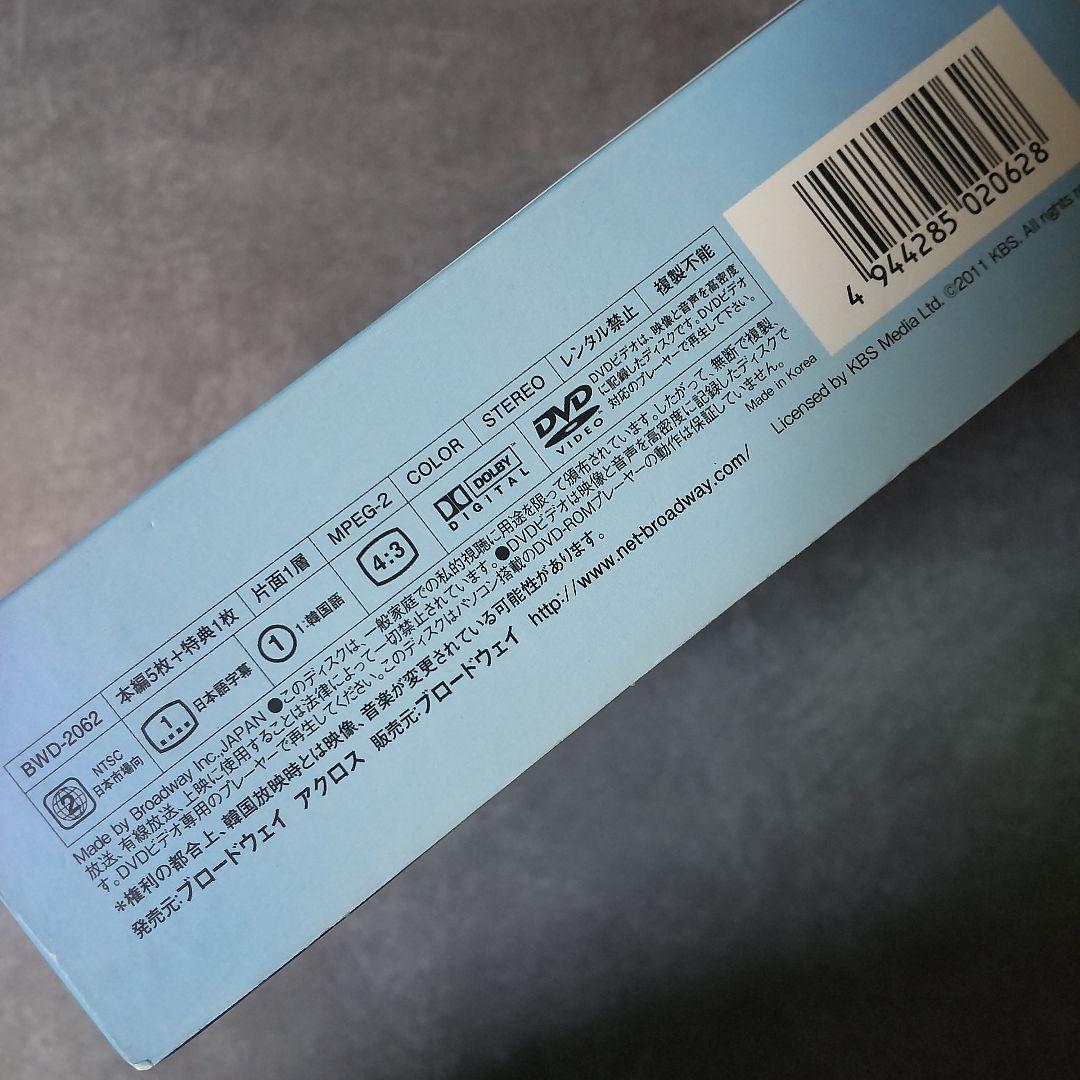 BWD-2062 本編5枚+特典1枚 片面1層 MPEG-2 COLOR STEREO レンタル禁止 複製不能
2 NTSC 日本市場向 1.... 日本語字幕 1 1:韓国語 4:3 DOLBY DIGITAL DVD VIDEO
DVDビデオは、映像と音声を高密度
に記録したディスクです。DVDビデオ
対応のプレーヤーで再生して下さい。
Made by Broadway Inc.JAPAN ●このディスクは、一般家庭での私的視聴に用途を限って頒布されています。したがって、無断で複製、
放送、有線放送、上映に使用することは法律によって一切禁止されています。●DVDビデオは映像と音声を高密度に記録したディスクで
す。DVDビデオ専用のプレーヤーで再生してください。このディスクはパソコン搭載のDVD-ROMプレーヤーの動作は保証していません。
Made in Korea
*権利の都合上、韓国放映時とは映像、音楽が変更されている可能性があります。
発売元:ブロードウェイ アクロス 販売元:ブロードウェイ http://www.net-broadway.com/
Licensed by KBS Media Ltd. ©2011 KBS. All rights
4 944285 020628